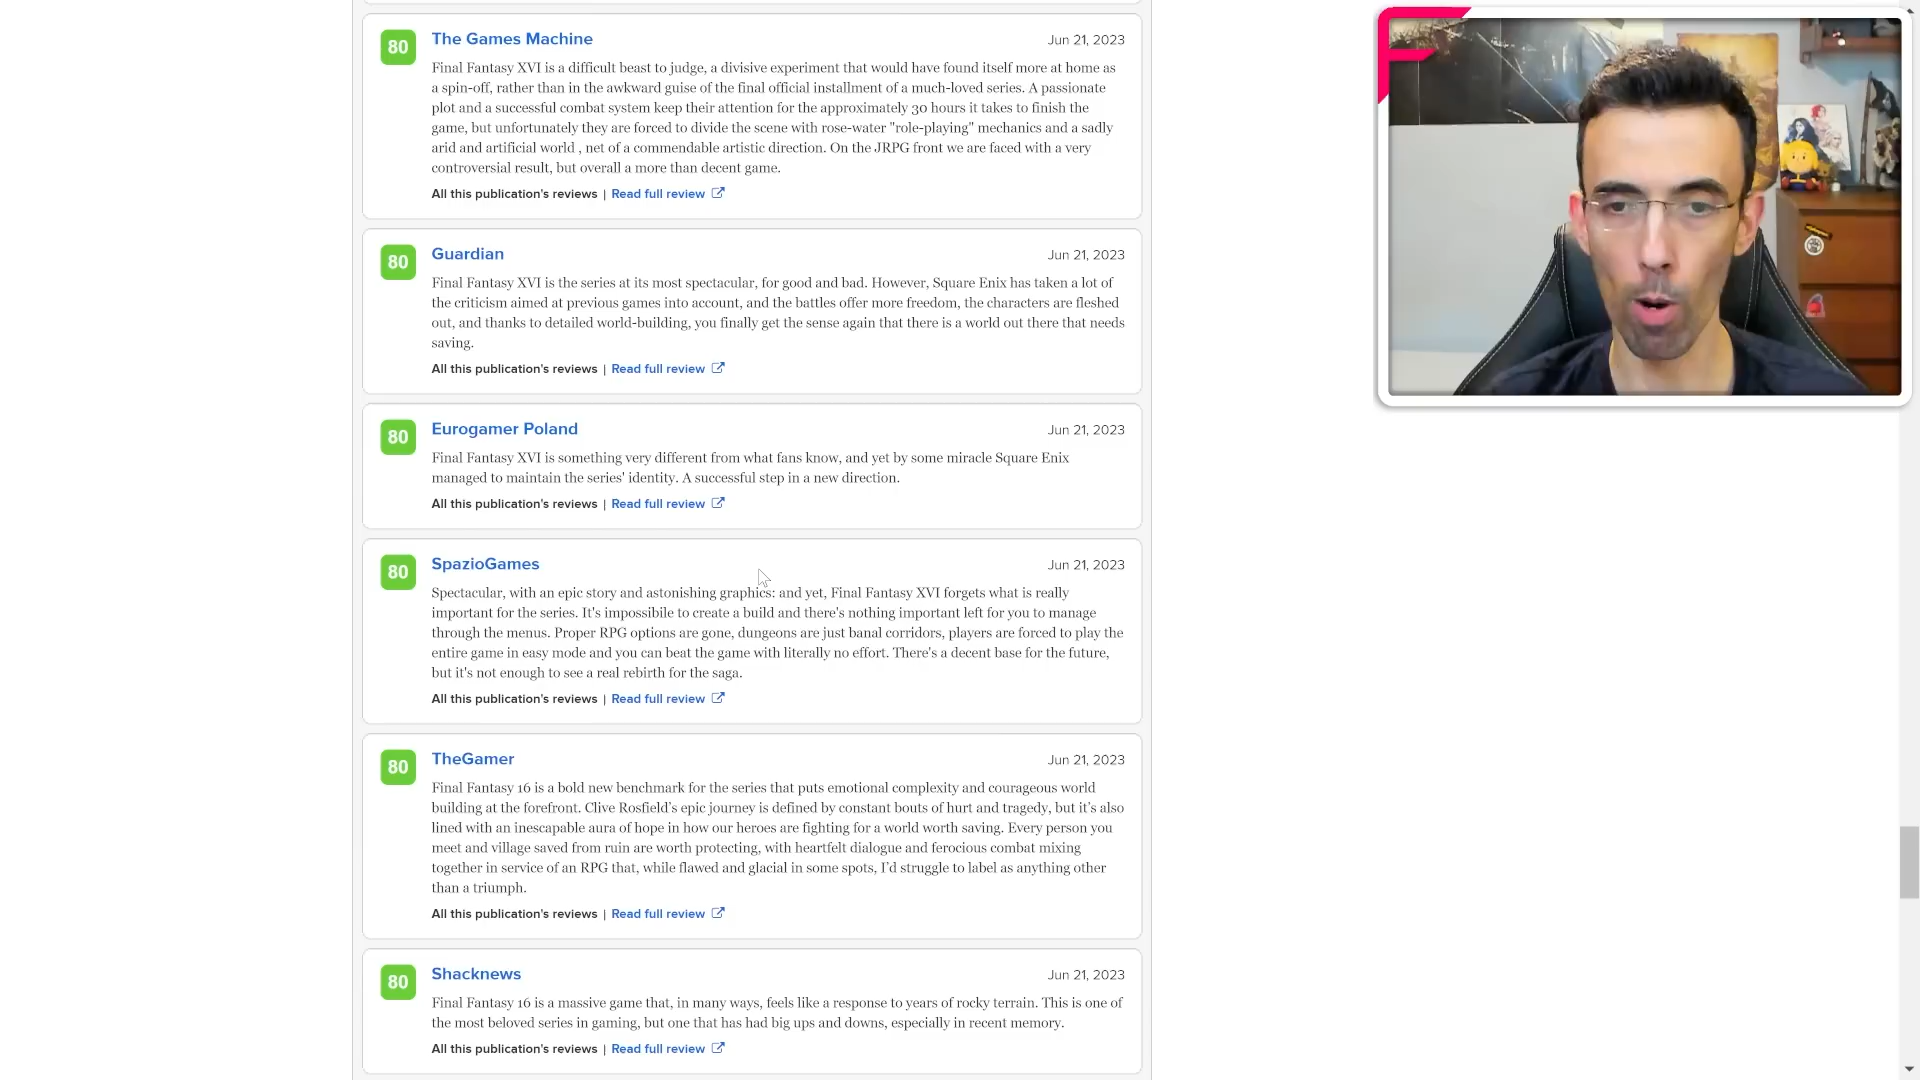 80
The Games Machine
Jun 21, 2023
Final Fantasy XVI is a difficult beast to judge, a divisive experiment that would have found itself more at home as
a spin-off, rather than in the awkward guise of the final official installment of a much-loved series. A passionate
plot and a successful combat system keep their attention for the approximately 30 hours it takes to finish the
game, but unfortunately they are forced to divide the scene with rose-water "role-playing" mechanics and a sadly
arid and artificial world , net of a commendable artistic direction. On the JRPG front we are faced with a very
controversial result, but overall a more than decent game.
All this publication's reviews | Read full review
80
Guardian
Jun 21, 2023
Final Fantasy XVI is the series at its most spectacular, for good and bad. However, Square Enix has taken a lot of
the criticism aimed at previous games into account, and the battles offer more freedom, the characters are fleshed
out, and thanks to detailed world-building, you finally get the sense again that there is a world out there that needs
saving.
All this publication's reviews | Read full review
80
Eurogamer Poland
Jun 21, 2023
Final Fantasy XVI is something very different from what fans know, and yet by some miracle Square Enix
managed to maintain the series' identity. A successful step in a new direction.
All this publication's reviews | Read full review
80
SpazioGames
Jun 21, 2023
Spectacular, with an epic story and astonishing graphics: and yet, Final Fantasy XVI forgets what is really
important for the series. It's impossibile to create a build and there's nothing important left for you to manage
through the menus. Proper RPG options are gone, dungeons are just banal corridors, players are forced to play the
entire game in easy mode and you can beat the game with literally no effort. There's a decent base for the future,
but it's not enough to see a real rebirth for the saga.
All this publication's reviews | Read full review
80
TheGamer
Jun 21, 2023
Final Fantasy 16 is a bold new benchmark for the series that puts emotional complexity and courageous world
building at the forefront. Clive Rosfield’s epic journey is defined by constant bouts of hurt and tragedy, but it’s also
lined with an inescapable aura of hope in how our heroes are fighting for a world worth saving. Every person you
meet and village saved from ruin are worth protecting, with heartfelt dialogue and ferocious combat mixing
together in service of an RPG that, while flawed and glacial in some spots, I’d struggle to label as anything other
than a triumph.
All this publication's reviews | Read full review
80
Shacknews
Jun 21, 2023
Final Fantasy 16 is a massive game that, in many ways, feels like a response to years of rocky terrain. This is one of
the most beloved series in gaming, but one that has had big ups and downs, especially in recent memory.
All this publication's reviews | Read full review